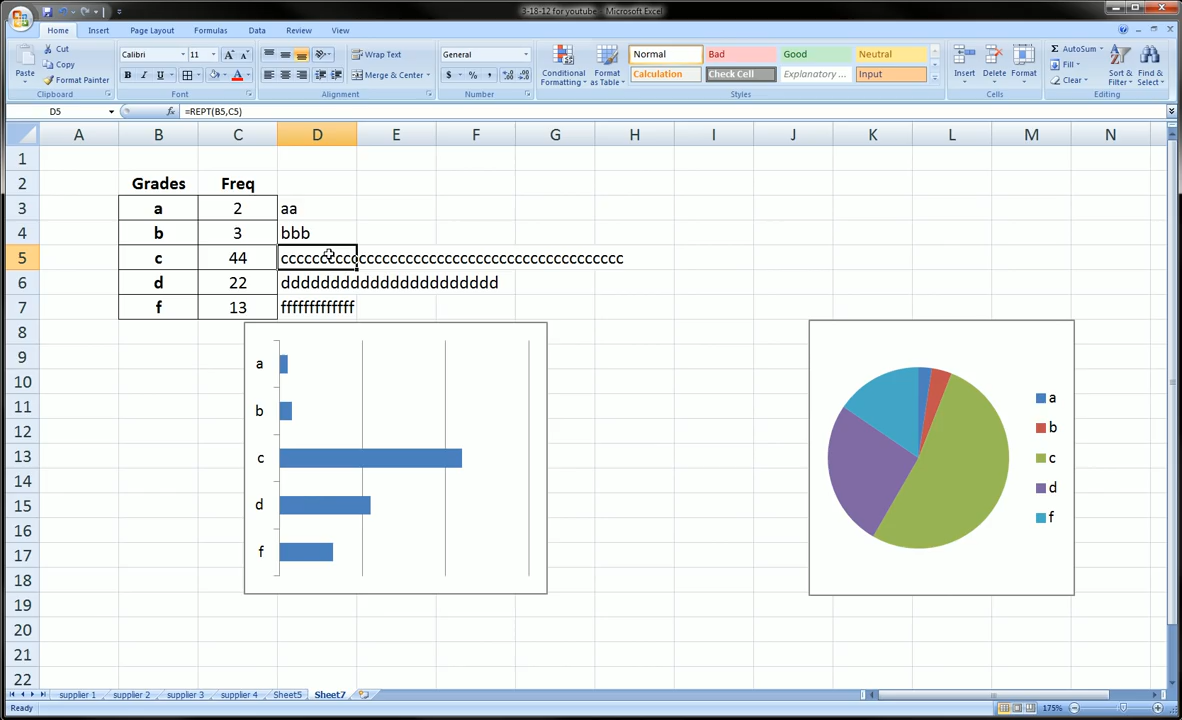 3-18-12 for youtube - Microsoft Excel
Home Insert Page Layout Formulas Data Review View
Cut
Copy
Format Painter
Paste
Clipboard
Calibri 11
B I U
Font
Wrap Text
Merge & Center
Alignment
General
$ % ,
Number
Conditional Formatting
Format as Table
Normal Bad Good Neutral
Calculation Check Cell Explanatory ... Input
Styles
Insert Delete Format
Cells
AutoSum
Fill
Clear
Sort & Filter
Find & Select
Editing
D5 fx =REPT(B5,C5)
A B C D E F G H I J K L M N
1
2 Grades Freq
3 a 2 aa
4 b 3 bbb
5 c 44 cccccccccccccccccccccccccccccccccccccccccccc
6 d 22 dddddddddddddddddddddd
7 f 13 fffffffffffff
8
9
10
11
12
13
14
15
16
17
18
19
20
21
22
a
b
c
d
f
a
b
c
d
f
supplier 1 supplier 2 supplier 3 supplier 4 Sheet5 Sheet7
Ready 175%